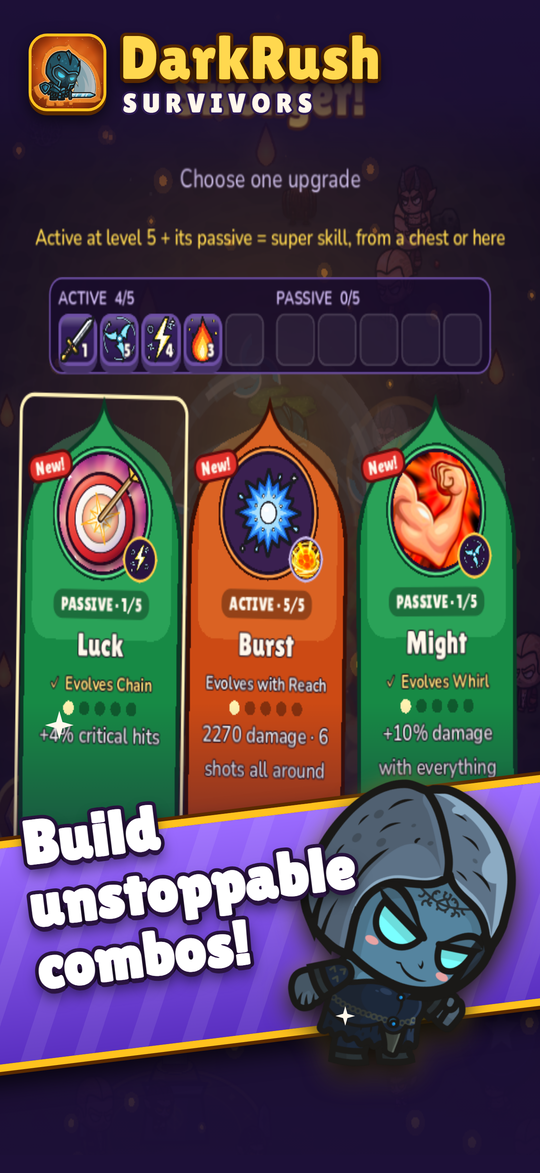 DarkRush
SURVIVORS
Choose one upgrade
Active at level 5 + its passive = super skill, from a chest or here
ACTIVE 4/5 PASSIVE 0/5
1 5 4 3
New! New! New!
PASSIVE · 1/5 ACTIVE · 5/5 PASSIVE · 1/5
Luck Burst Might
✓ Evolves Chain Evolves with Reach ✓ Evolves Whirl
+4% critical hits 2270 damage · 6 +10% damage
shots all around with everything
Build
unstoppable
combos!